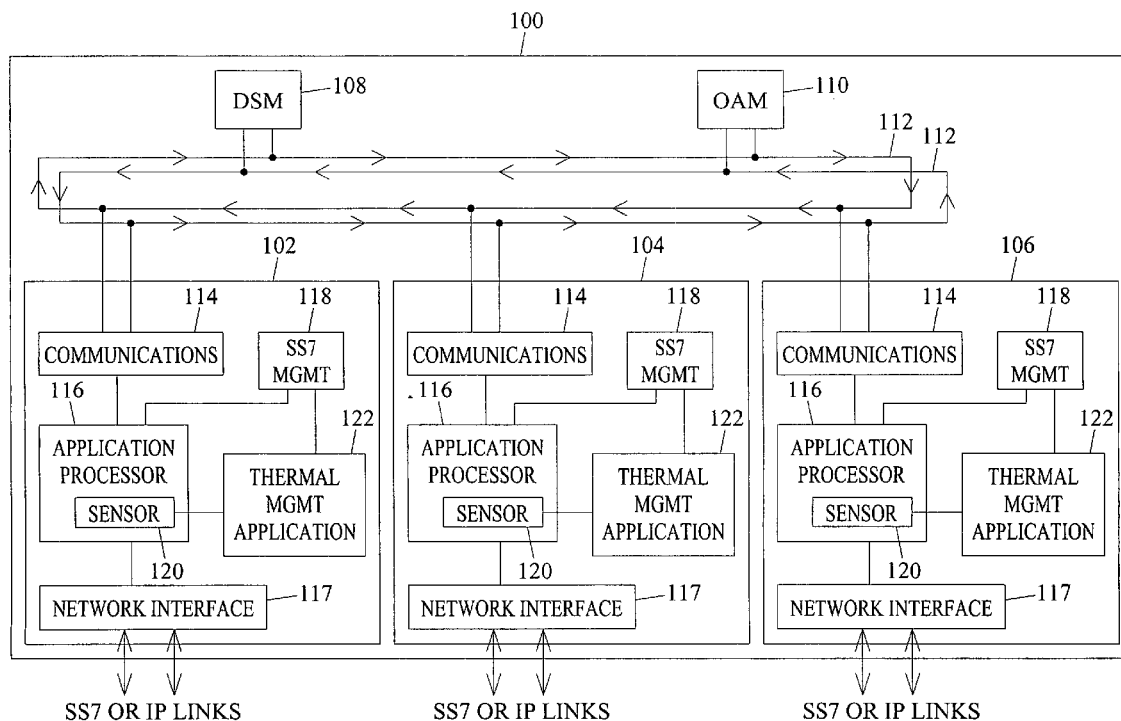 100
DSM
108
OAM
110
112
112
102
104
106
114
118
COMMUNICATIONS
SS7
MGMT
116
122
APPLICATION
PROCESSOR
SENSOR
THERMAL
MGMT
APPLICATION
120
NETWORK INTERFACE
117
114
118
COMMUNICATIONS
SS7
MGMT
116
122
APPLICATION
PROCESSOR
SENSOR
THERMAL
MGMT
APPLICATION
120
NETWORK INTERFACE
117
114
118
COMMUNICATIONS
SS7
MGMT
116
122
APPLICATION
PROCESSOR
SENSOR
THERMAL
MGMT
APPLICATION
120
NETWORK INTERFACE
117
SS7 OR IP LINKS
SS7 OR IP LINKS
SS7 OR IP LINKS